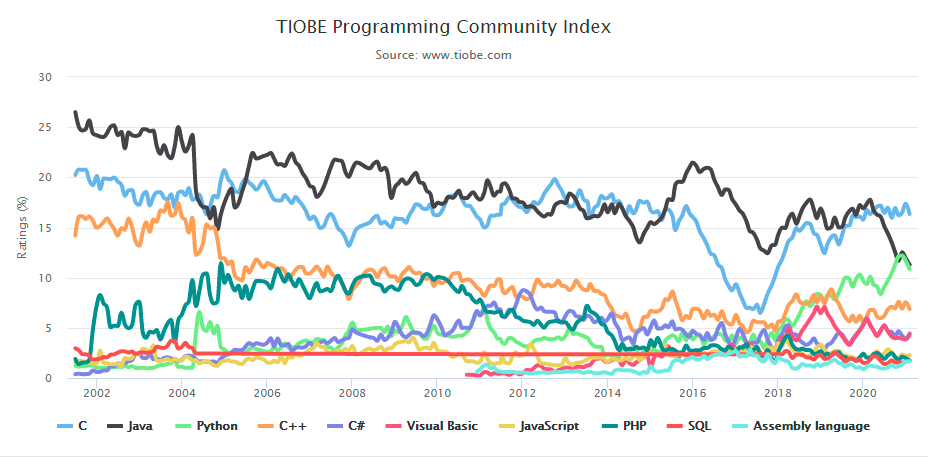 TIOBE Programming Community Index
Source: www.tiobe.com
30
25
20
15
10
5
0
Ratings (%)
2002 2004 2006 2008 2010 2012 2014 2016 2018 2020
C Java Python C++ C# Visual Basic JavaScript PHP SQL Assembly language